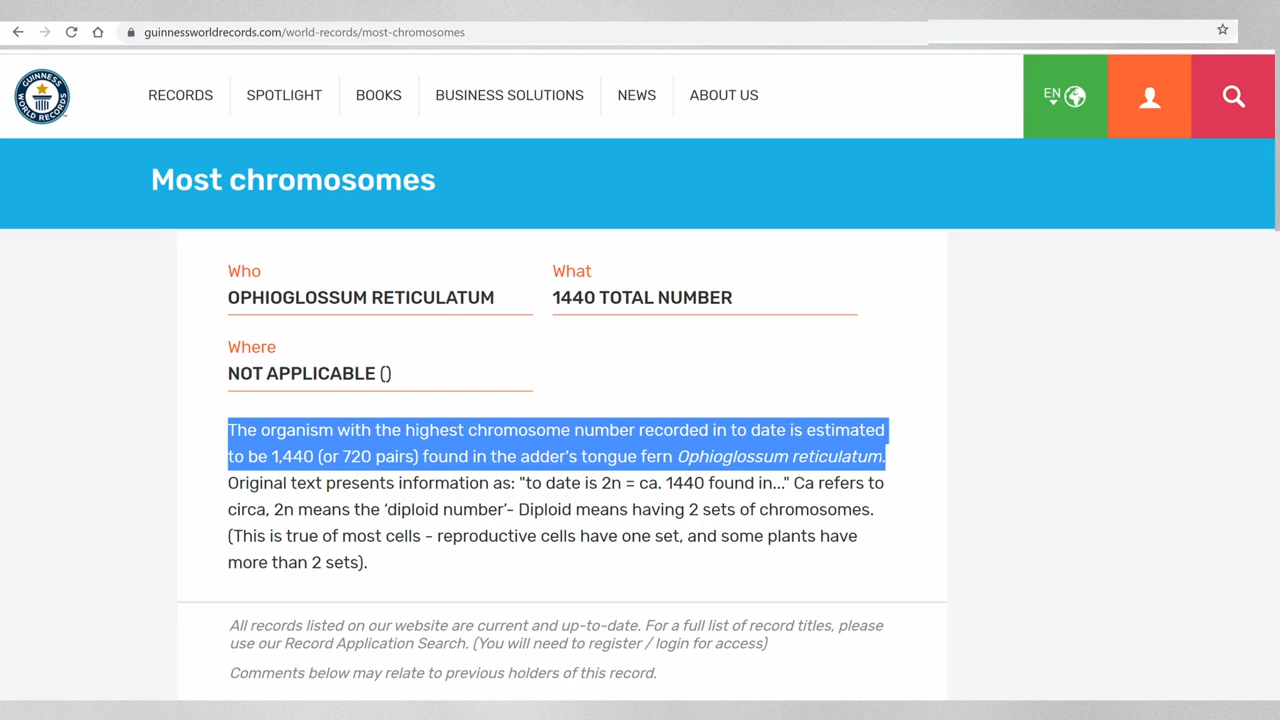 guinnessworldrecords.com/world-records/most-chromosomes
GUINNESS WORLD RECORDS
RECORDS
SPOTLIGHT
BOOKS
BUSINESS SOLUTIONS
NEWS
ABOUT US
EN
Most chromosomes
Who
OPHIOGLOSSUM RETICULATUM
What
1440 TOTAL NUMBER
Where
NOT APPLICABLE ()
The organism with the highest chromosome number recorded in to date is estimated
to be 1,440 (or 720 pairs) found in the adder's tongue fern Ophioglossum reticulatum.
Original text presents information as: "to date is 2n = ca. 1440 found in..." Ca refers to
circa, 2n means the ‘diploid number’- Diploid means having 2 sets of chromosomes.
(This is true of most cells - reproductive cells have one set, and some plants have
more than 2 sets).
All records listed on our website are current and up-to-date. For a full list of record titles, please
use our Record Application Search. (You will need to register / login for access)
Comments below may relate to previous holders of this record.